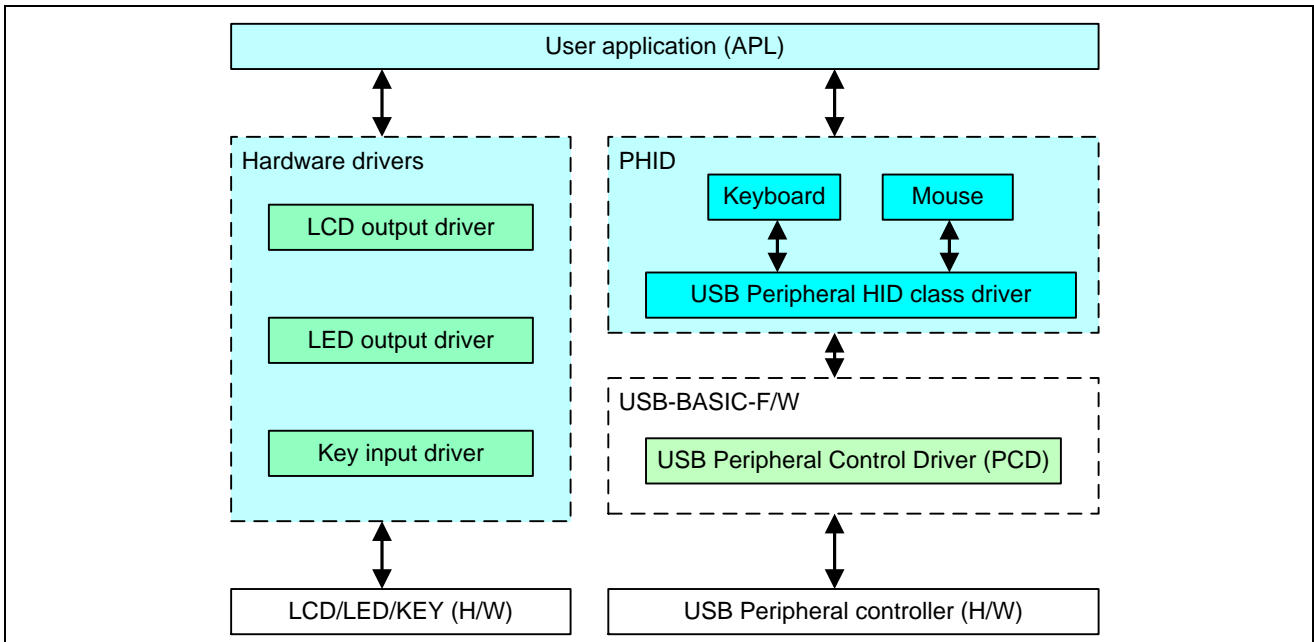 User application (APL)
Hardware drivers
LCD output driver
LED output driver
Key input driver
LCD/LED/KEY (H/W)
PHID
Keyboard
Mouse
USB Peripheral HID class driver
USB-BASIC-F/W
USB Peripheral Control Driver (PCD)
USB Peripheral controller (H/W)